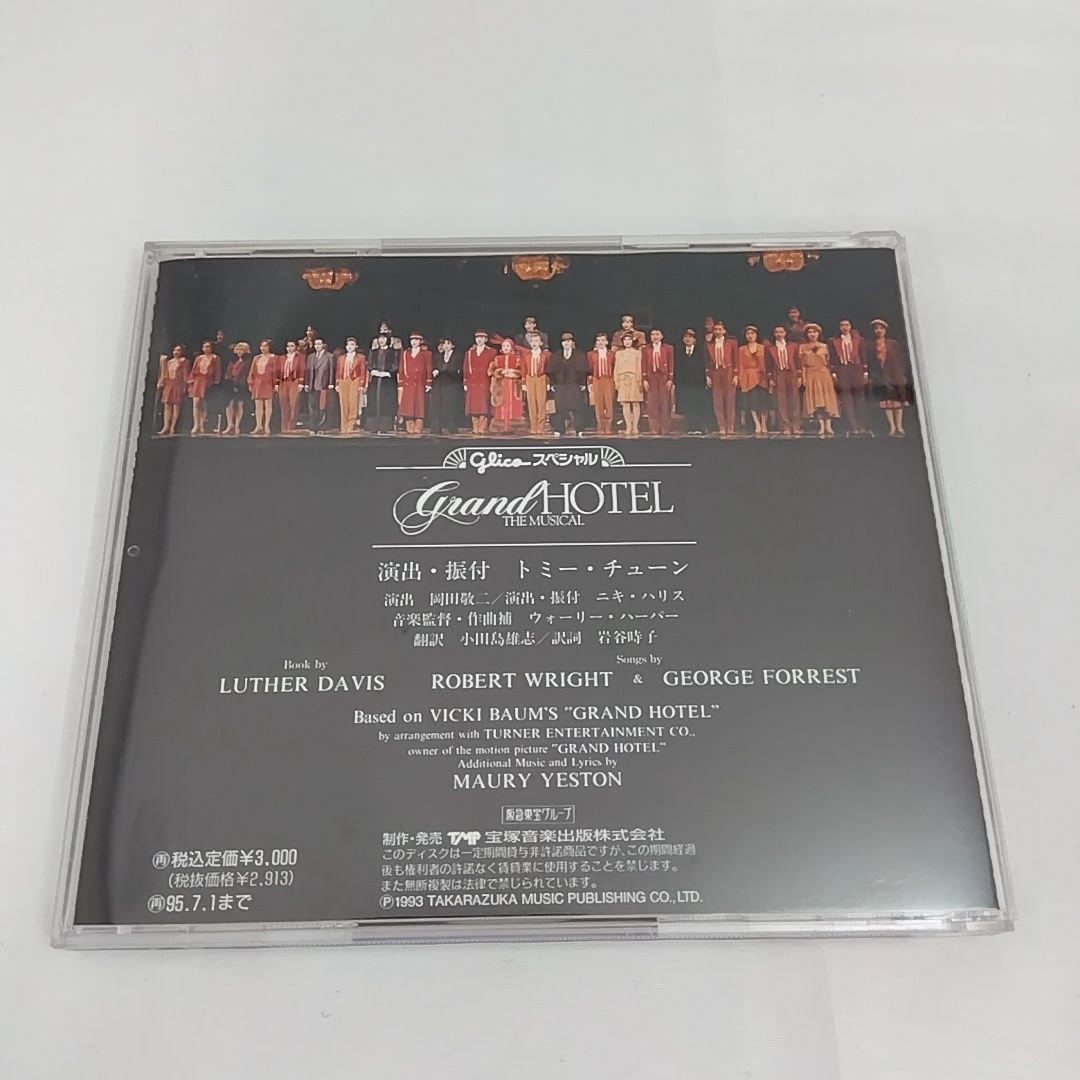 glico スペシャル
Grand HOTEL
THE MUSICAL
演出・振付 トミー・チューン
演出 岡田敬二／演出・振付 ニキ・ハリス
音楽監督・作曲補 ウォーリー・ハーパー
翻訳 小田島雄志／訳詞 岩谷時子
Book by
LUTHER DAVIS
Songs by
ROBERT WRIGHT & GEORGE FORREST
Based on VICKI BAUM'S "GRAND HOTEL"
by arrangement with TURNER ENTERTAINMENT CO.,
owner of the motion picture "GRAND HOTEL"
Additional Music and Lyrics by
MAURY YESTON
阪急東宝グループ
制作・発売 TMP 宝塚音楽出版株式会社
このディスクは一定期間貸与非許諾商品ですが、この期間経過
後も権利者の許諾なく賃貸業に使用することを禁じます。
また無断複製は法律で禁じられています。
Ⓟ1993 TAKARAZUKA MUSIC PUBLISHING CO.,LTD.
㊢税込定価¥3,000
(税抜価格¥2,913)
㊢95.7.1まで